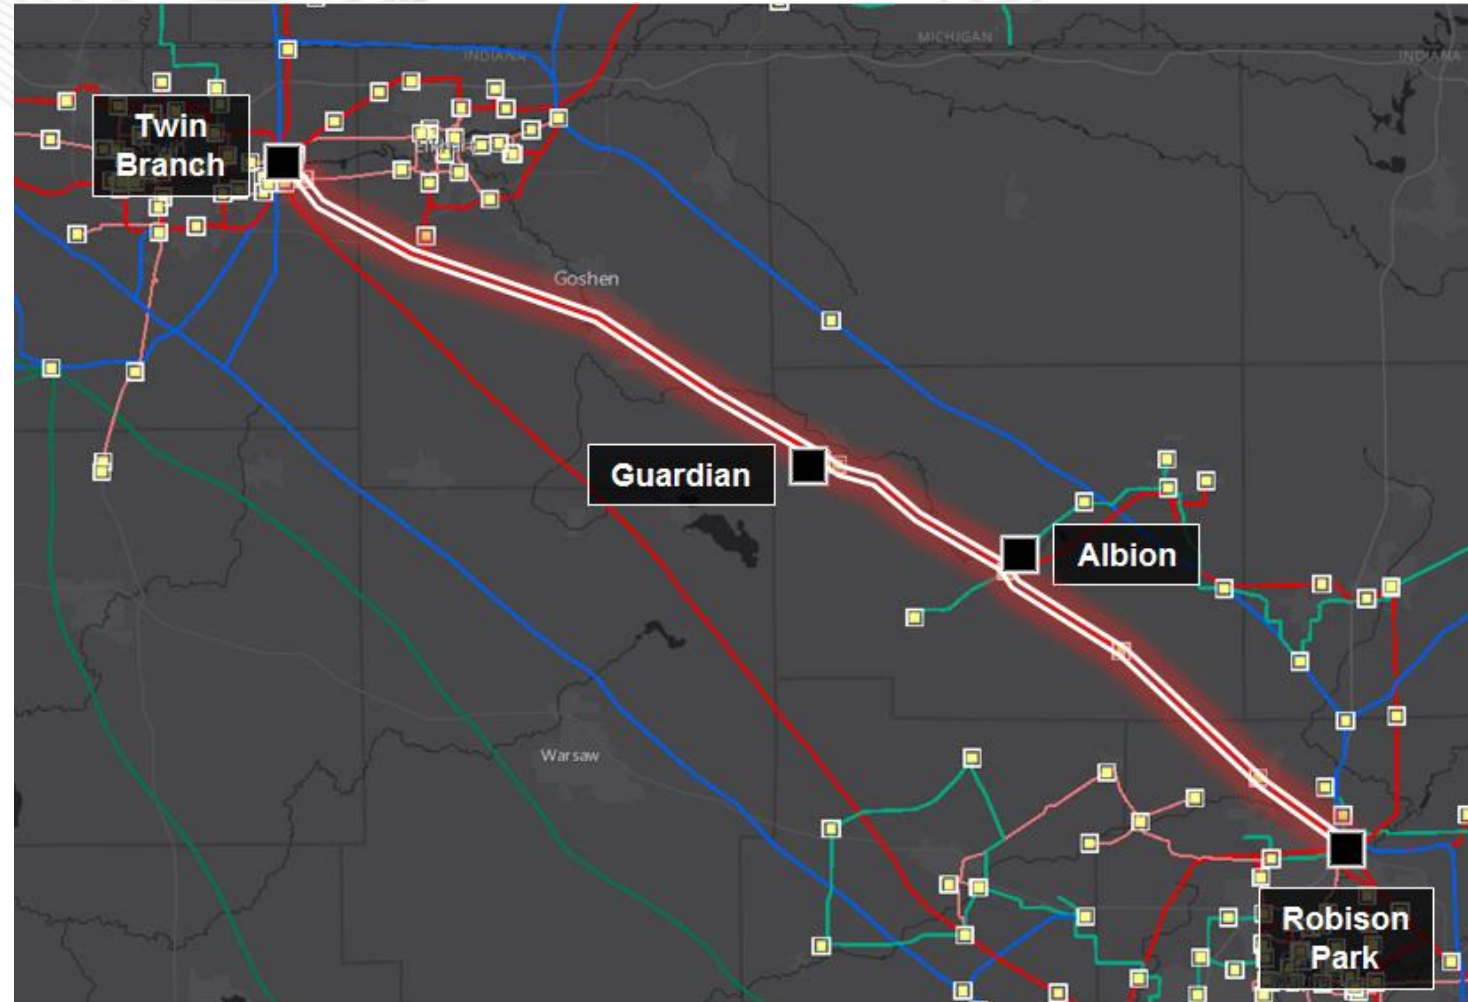 MICHIGAN
INDIANA
INDIANA
Twin
Branch
Goshen
Guardian
Albion
Warsaw
Robison
Park